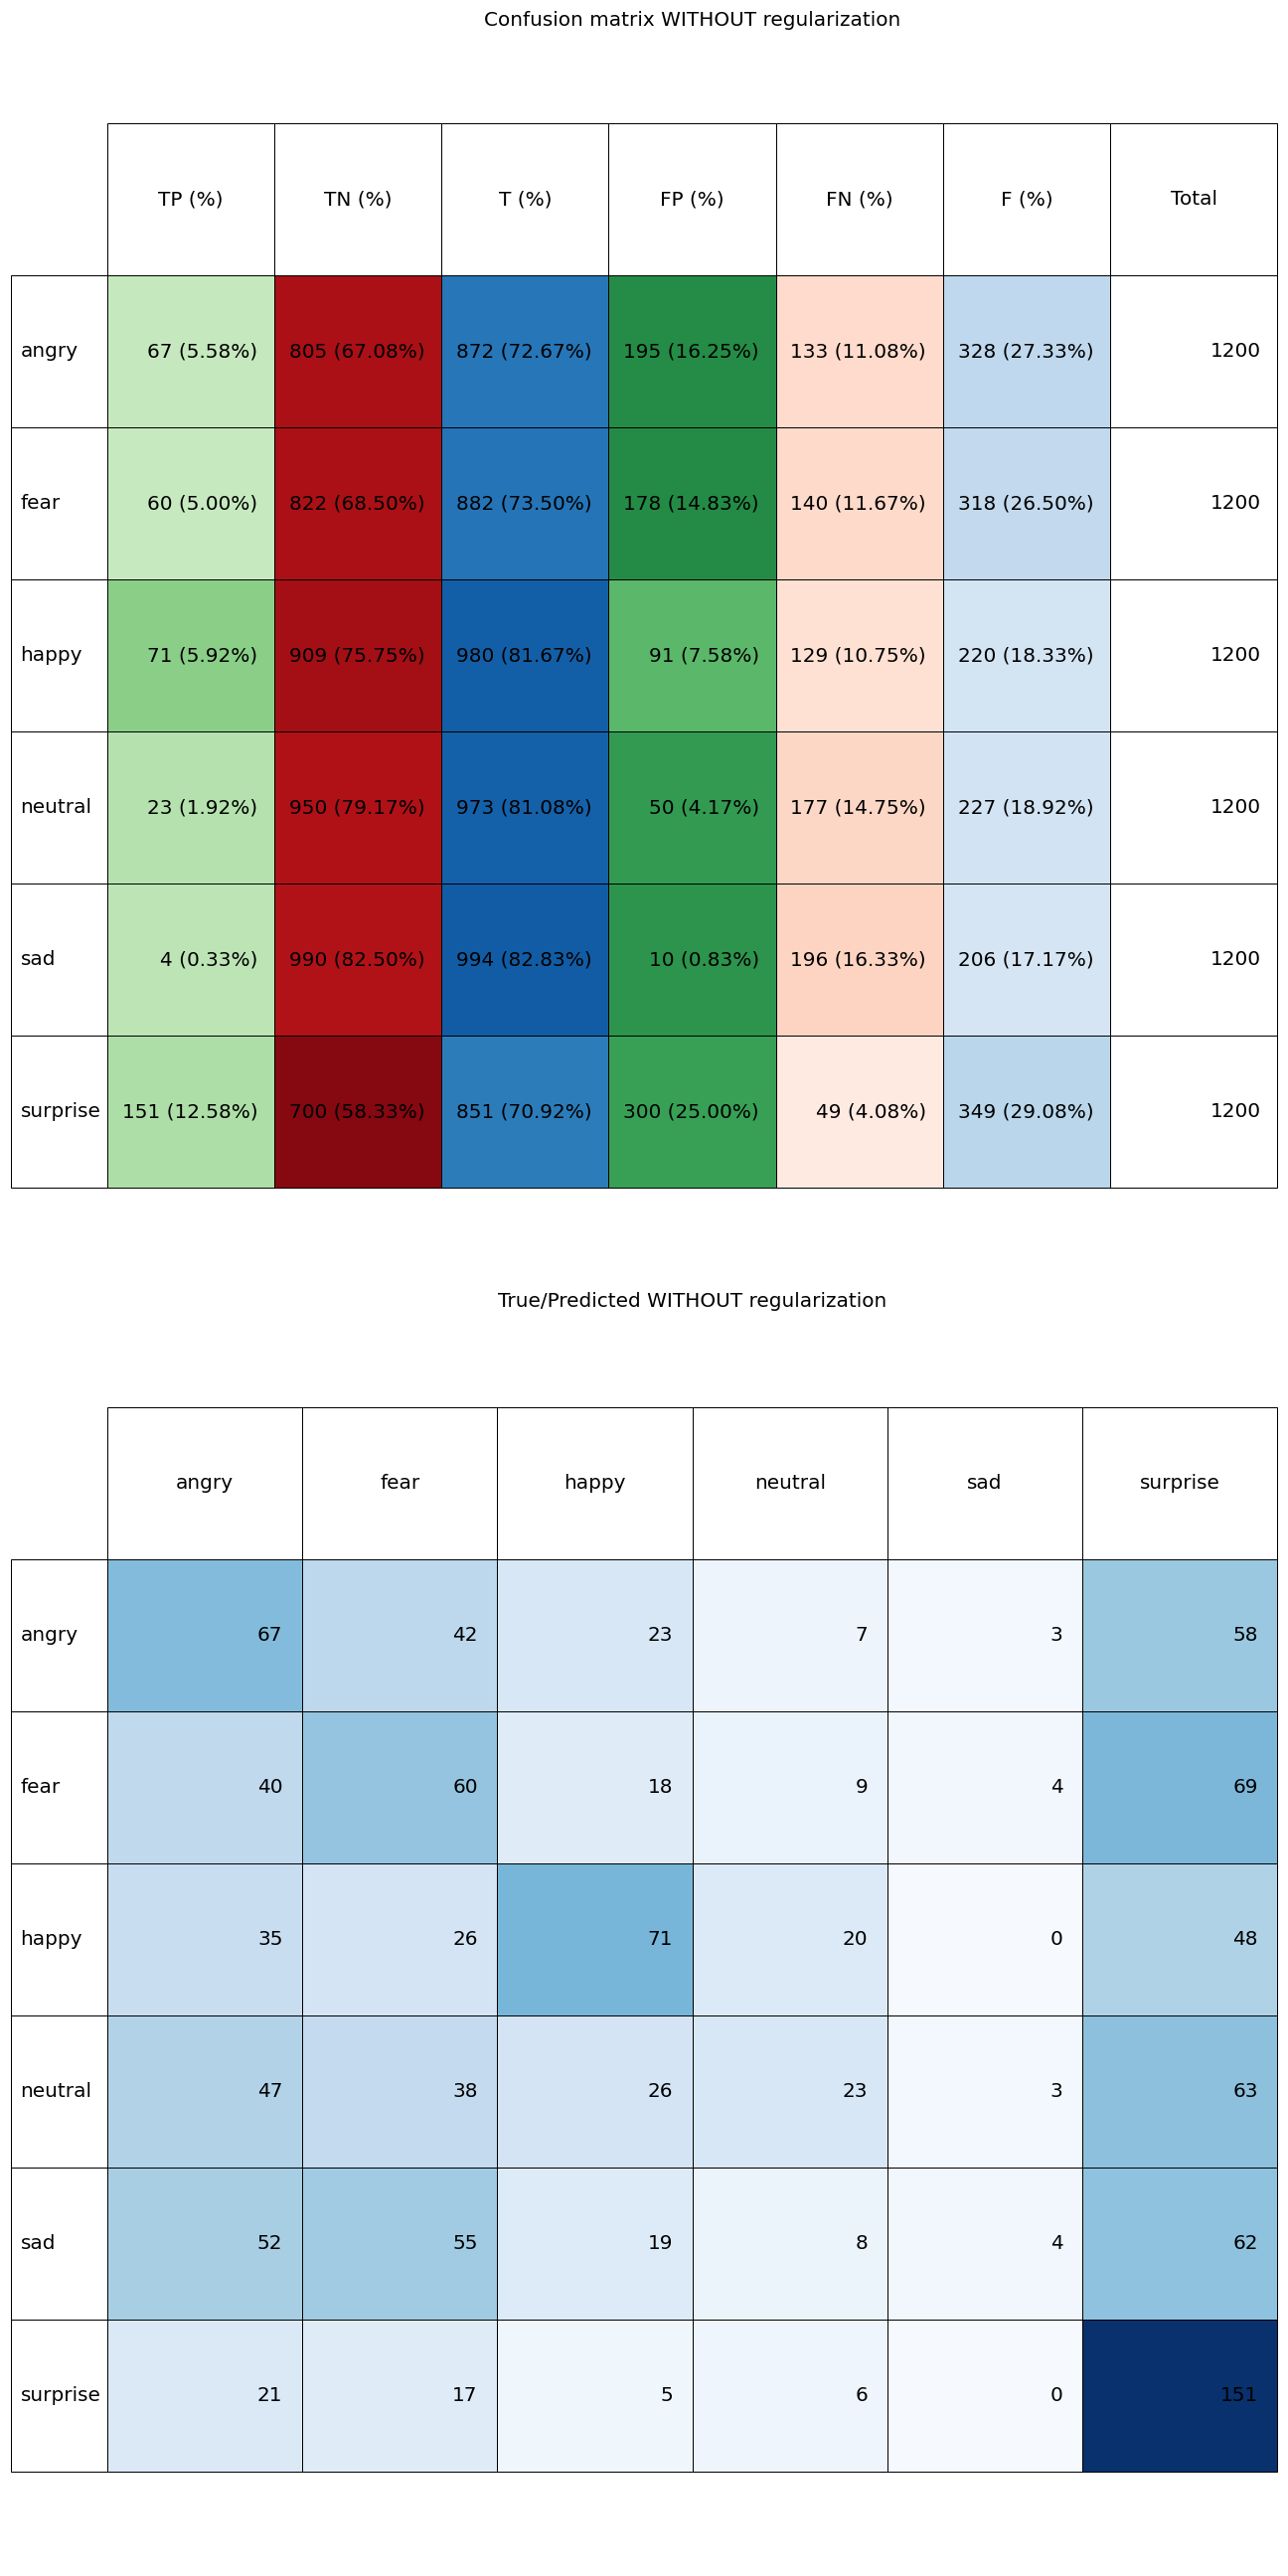 Confusion matrix WITHOUT regularization
TP (%) TN (%) T (%) FP (%) FN (%) F (%) Total
angry 67 (5.58%) 805 (67.08%) 872 (72.67%) 195 (16.25%) 133 (11.08%) 328 (27.33%) 1200
fear 60 (5.00%) 822 (68.50%) 882 (73.50%) 178 (14.83%) 140 (11.67%) 318 (26.50%) 1200
happy 71 (5.92%) 909 (75.75%) 980 (81.67%) 91 (7.58%) 129 (10.75%) 220 (18.33%) 1200
neutral 23 (1.92%) 950 (79.17%) 973 (81.08%) 50 (4.17%) 177 (14.75%) 227 (18.92%) 1200
sad 4 (0.33%) 990 (82.50%) 994 (82.83%) 10 (0.83%) 196 (16.33%) 206 (17.17%) 1200
surprise 151 (12.58%) 700 (58.33%) 851 (70.92%) 300 (25.00%) 49 (4.08%) 349 (29.08%) 1200
True/Predicted WITHOUT regularization
angry fear happy neutral sad surprise
angry 67 42 23 7 3 58
fear 40 60 18 9 4 69
happy 35 26 71 20 0 48
neutral 47 38 26 23 3 63
sad 52 55 19 8 4 62
surprise 21 17 5 6 0 151